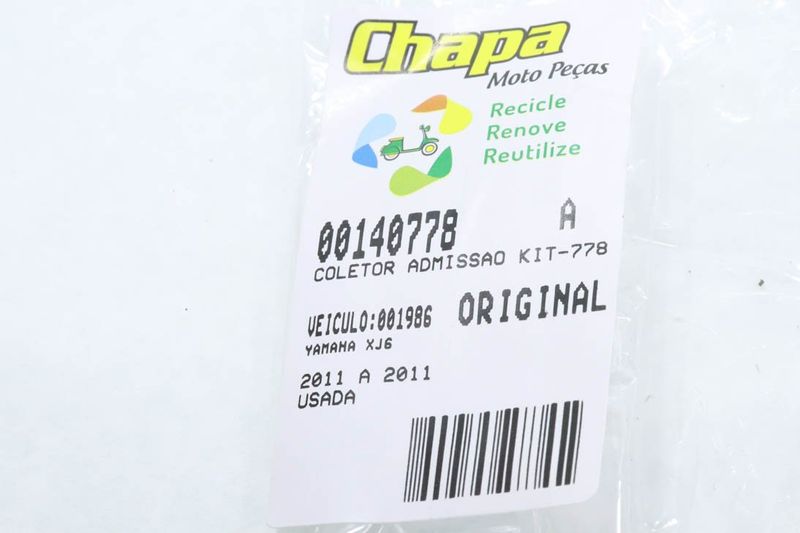 Chapa
Moto Peças
Recicle
Renove
Reutilize
00140778 A
COLETOR ADMISSAO KIT-778
VEICULO:001986 ORIGINAL
YAMAHA XJ6
2011 A 2011
USADA